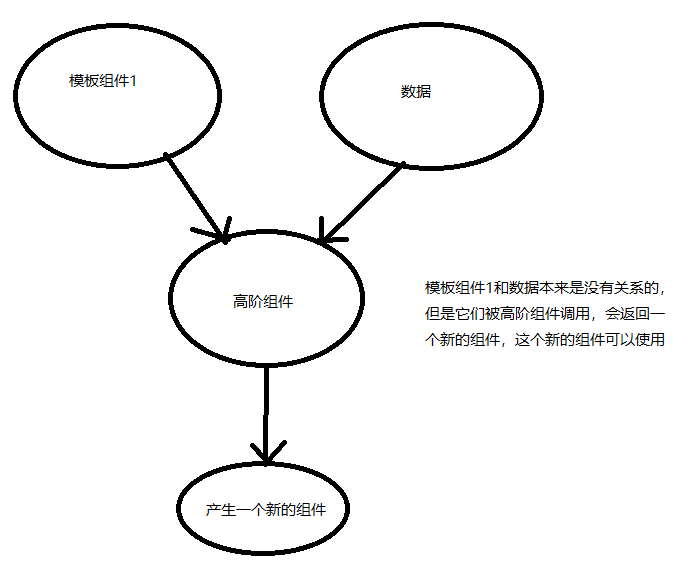 模板组件1
数据
高阶组件
模板组件1和数据本来是没有关系的，
但是它们被高阶组件调用，会返回一
个新的组件，这个新的组件可以使用
产生一个新的组件